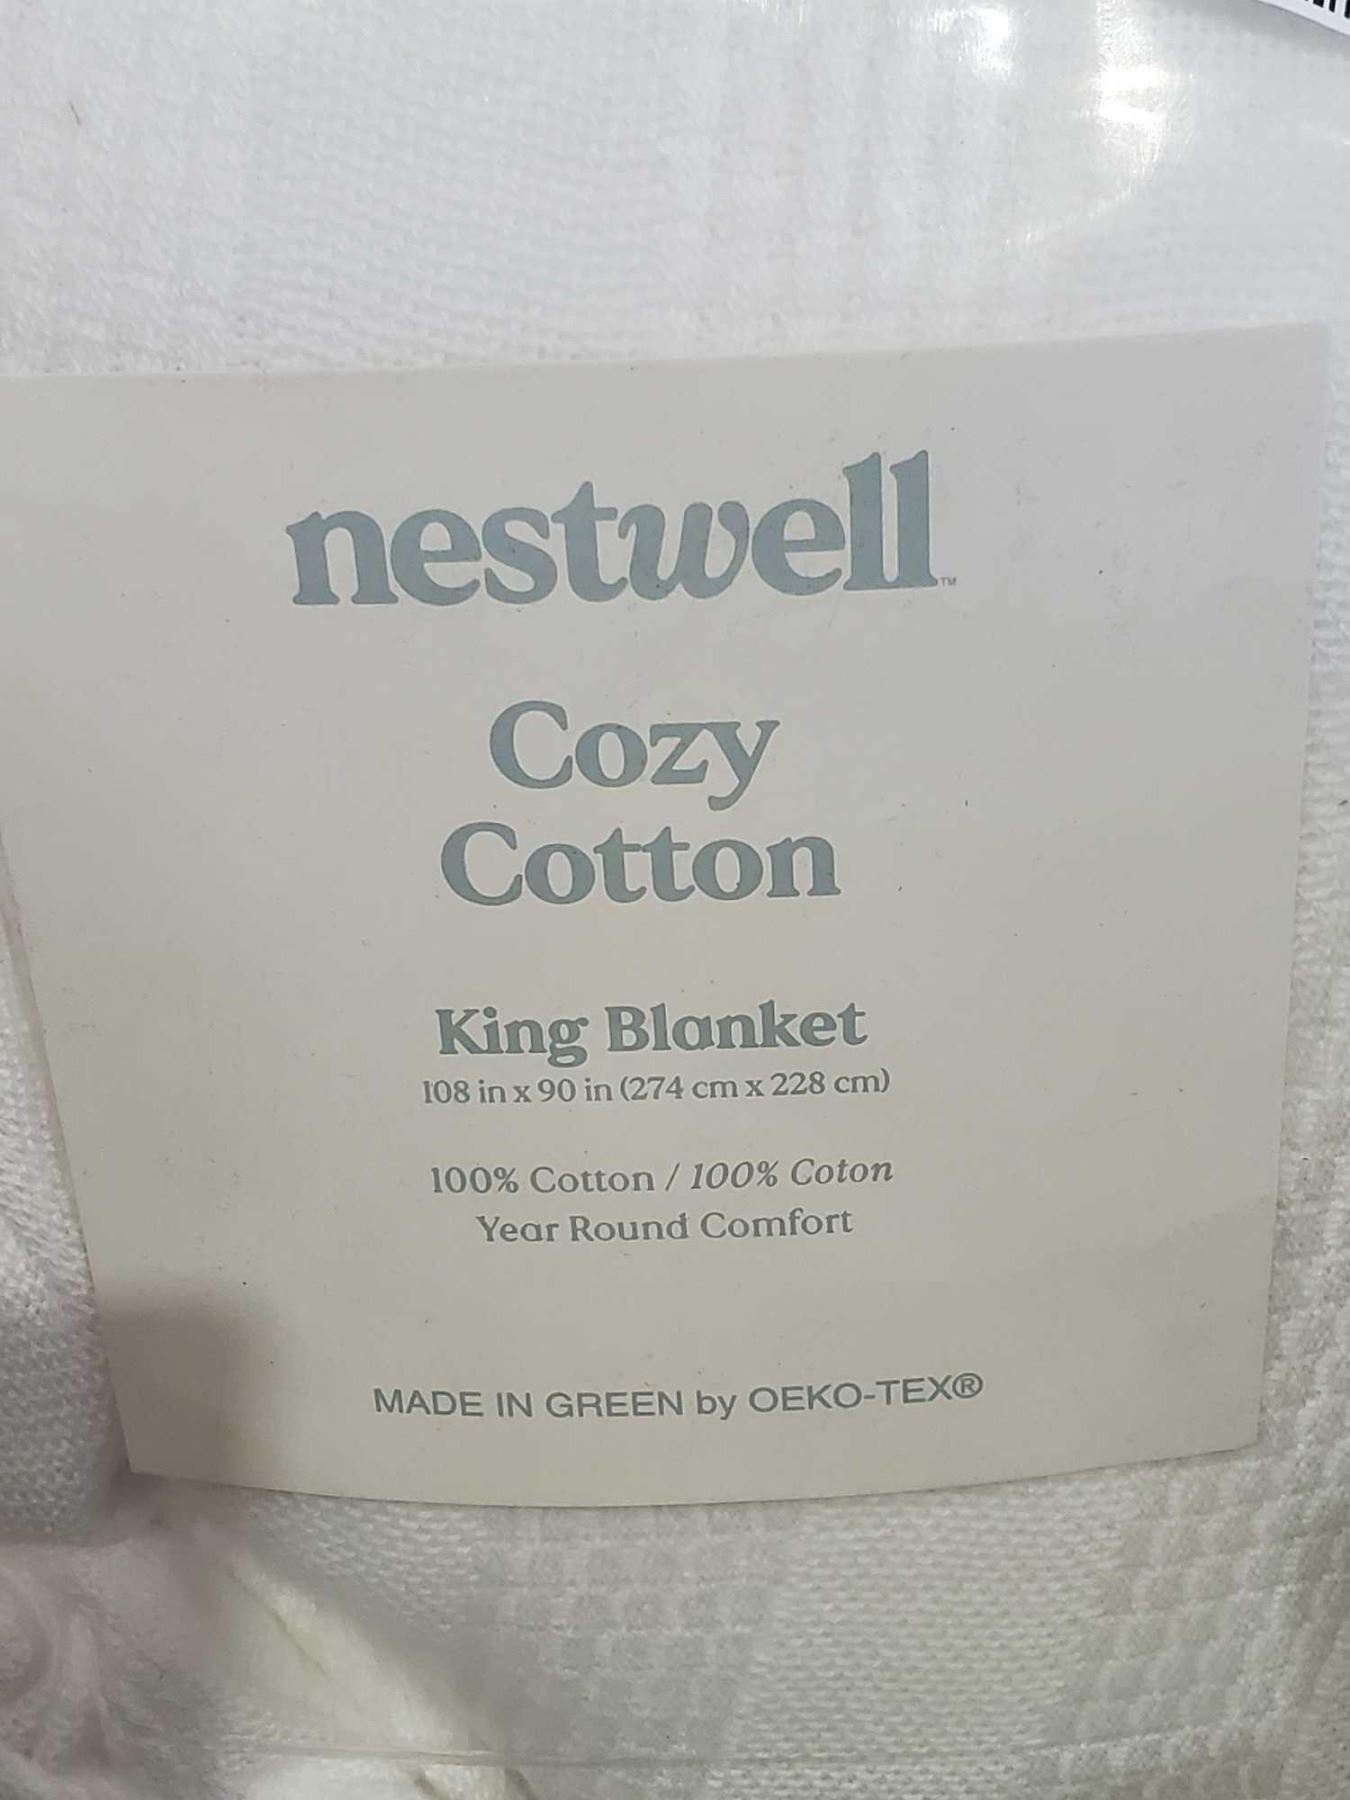 nestwell™
Cozy
Cotton
King Blanket
108 in x 90 in (274 cm x 228 cm)
100% Cotton / 100% Coton
Year Round Comfort
MADE IN GREEN by OEKO-TEX®